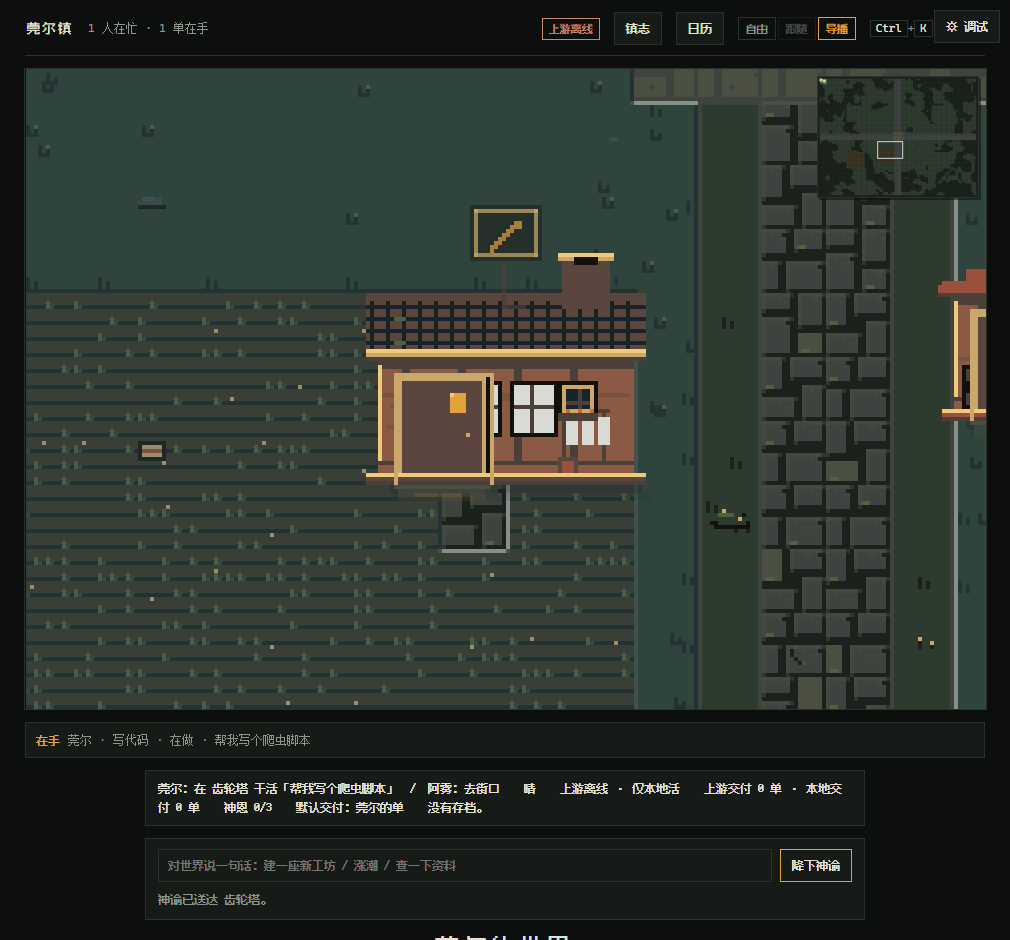 莞尔镇 1 人在忙 · 1 单在手 上游离线 镇志 日历 自由 跟随 导播 Ctrl+K 调试
在手 莞尔 · 写代码 · 在做 · 帮我写个爬虫脚本
莞尔: 在 齿轮塔 干活「帮我写个爬虫脚本」 / 阿雾: 去街口 晴 上游离线 · 仅本地活 上游交付 0 单 · 本地交
付 0 单 神恩 0/3 默认交付: 莞尔的单 没有存档。
对世界说一句话: 建一座新工坊 / 涨潮 / 查一下资料 降下神谕
神谕已送达 齿轮塔。